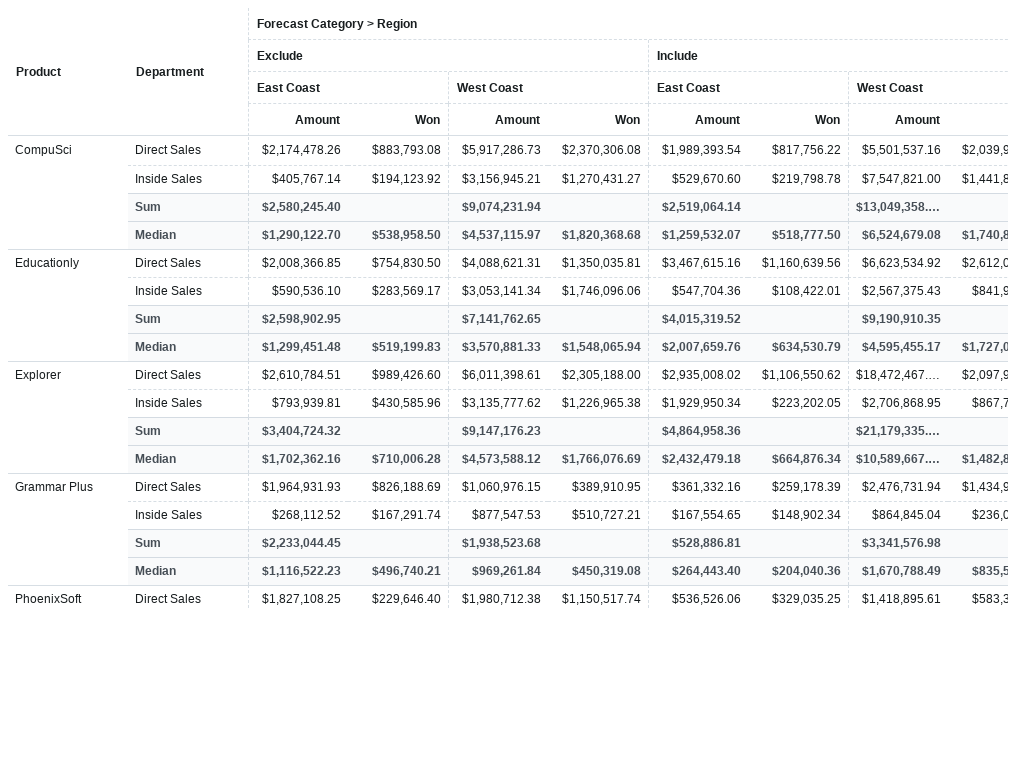 Forecast Category > Region
Exclude Include
Product Department
East Coast West Coast East Coast West Coast
Amount Won Amount Won Amount Won Amount
CompuSci Direct Sales $2,174,478.26 $883,793.08 $5,917,286.73 $2,370,306.08 $1,989,393.54 $817,756.22 $5,501,537.16 $2,039,9
Inside Sales $405,767.14 $194,123.92 $3,156,945.21 $1,270,431.27 $529,670.60 $219,798.78 $7,547,821.00 $1,441,8
Sum $2,580,245.40 $9,074,231.94 $2,519,064.14 $13,049,358....
Median $1,290,122.70 $538,958.50 $4,537,115.97 $1,820,368.68 $1,259,532.07 $518,777.50 $6,524,679.08 $1,740,8
Educationly Direct Sales $2,008,366.85 $754,830.50 $4,088,621.31 $1,350,035.81 $3,467,615.16 $1,160,639.56 $6,623,534.92 $2,612,0
Inside Sales $590,536.10 $283,569.17 $3,053,141.34 $1,746,096.06 $547,704.36 $108,422.01 $2,567,375.43 $841,9
Sum $2,598,902.95 $7,141,762.65 $4,015,319.52 $9,190,910.35
Median $1,299,451.48 $519,199.83 $3,570,881.33 $1,548,065.94 $2,007,659.76 $634,530.79 $4,595,455.17 $1,727,0
Explorer Direct Sales $2,610,784.51 $989,426.60 $6,011,398.61 $2,305,188.00 $2,935,008.02 $1,106,550.62 $18,472,467.... $2,097,9
Inside Sales $793,939.81 $430,585.96 $3,135,777.62 $1,226,965.38 $1,929,950.34 $223,202.05 $2,706,868.95 $867,7
Sum $3,404,724.32 $9,147,176.23 $4,864,958.36 $21,179,335....
Median $1,702,362.16 $710,006.28 $4,573,588.12 $1,766,076.69 $2,432,479.18 $664,876.34 $10,589,667.... $1,482,8
Grammar Plus Direct Sales $1,964,931.93 $826,188.69 $1,060,976.15 $389,910.95 $361,332.16 $259,178.39 $2,476,731.94 $1,434,9
Inside Sales $268,112.52 $167,291.74 $877,547.53 $510,727.21 $167,554.65 $148,902.34 $864,845.04 $236,0
Sum $2,233,044.45 $1,938,523.68 $528,886.81 $3,341,576.98
Median $1,116,522.23 $496,740.21 $969,261.84 $450,319.08 $264,443.40 $204,040.36 $1,670,788.49 $835,5
PhoenixSoft Direct Sales $1,827,108.25 $229,646.40 $1,980,712.38 $1,150,517.74 $536,526.06 $329,035.25 $1,418,895.61 $583,3